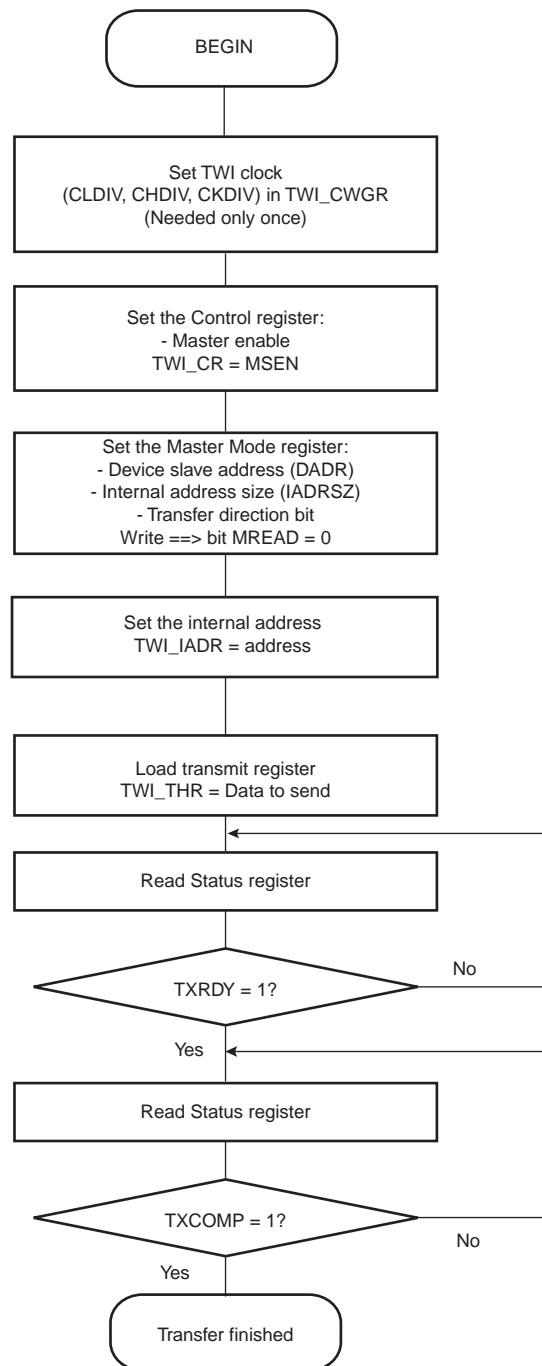 BEGIN
Set TWI clock
(CLDIV, CHDIV, CKDIV) in TWI_CWGR
(Needed only once)
Set the Control register:
- Master enable
TWI_CR = MSEN
Set the Master Mode register:
- Device slave address (DADR)
- Internal address size (IADRSZ)
- Transfer direction bit
Write ==> bit MREAD = 0
Set the internal address
TWI_IADR = address
Load transmit register
TWI_THR = Data to send
Read Status register
No
TXRDY = 1?
Yes
Read Status register
TXCOMP = 1?
No
Yes
Transfer finished